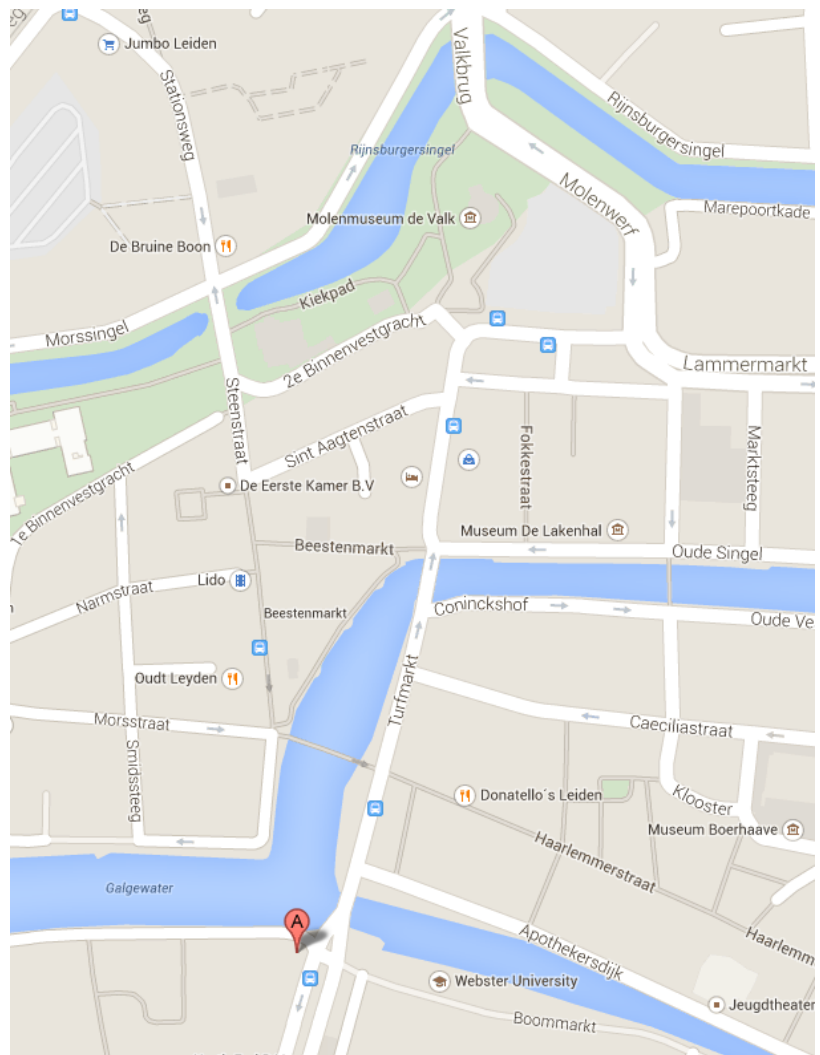 Jumbo Leiden
Valkbrug
Stationsweg
Rijnsburgersingel
Rijnsburgersingel
Molenwerf
Marepoortkade
Molenmuseum de Valk
De Bruine Boon
Kiekpad
Morssingel
2e Binnenvestgracht
Lammermarkt
Steenstraat
Sint Aagtenstraat
Fokkestraat
Marktsteeg
1e Binnenvestgracht
De Eerste Kamer B.V
Museum De Lakenhal
Beestenmarkt
Oude Singel
Lido
Narmstraat
Beestenmarkt
Coninckshof
Oude Ve
Oudt Leyden
Turfmarkt
Morsstraat
Caeciliastraat
Smidssteeg
Donatello´s Leiden
Klooster
Museum Boerhaave
Haarlemmerstraat
Galgewater
A
Haarlemm
Apothekersdijk
Webster University
Jeugdtheater
Boommarkt